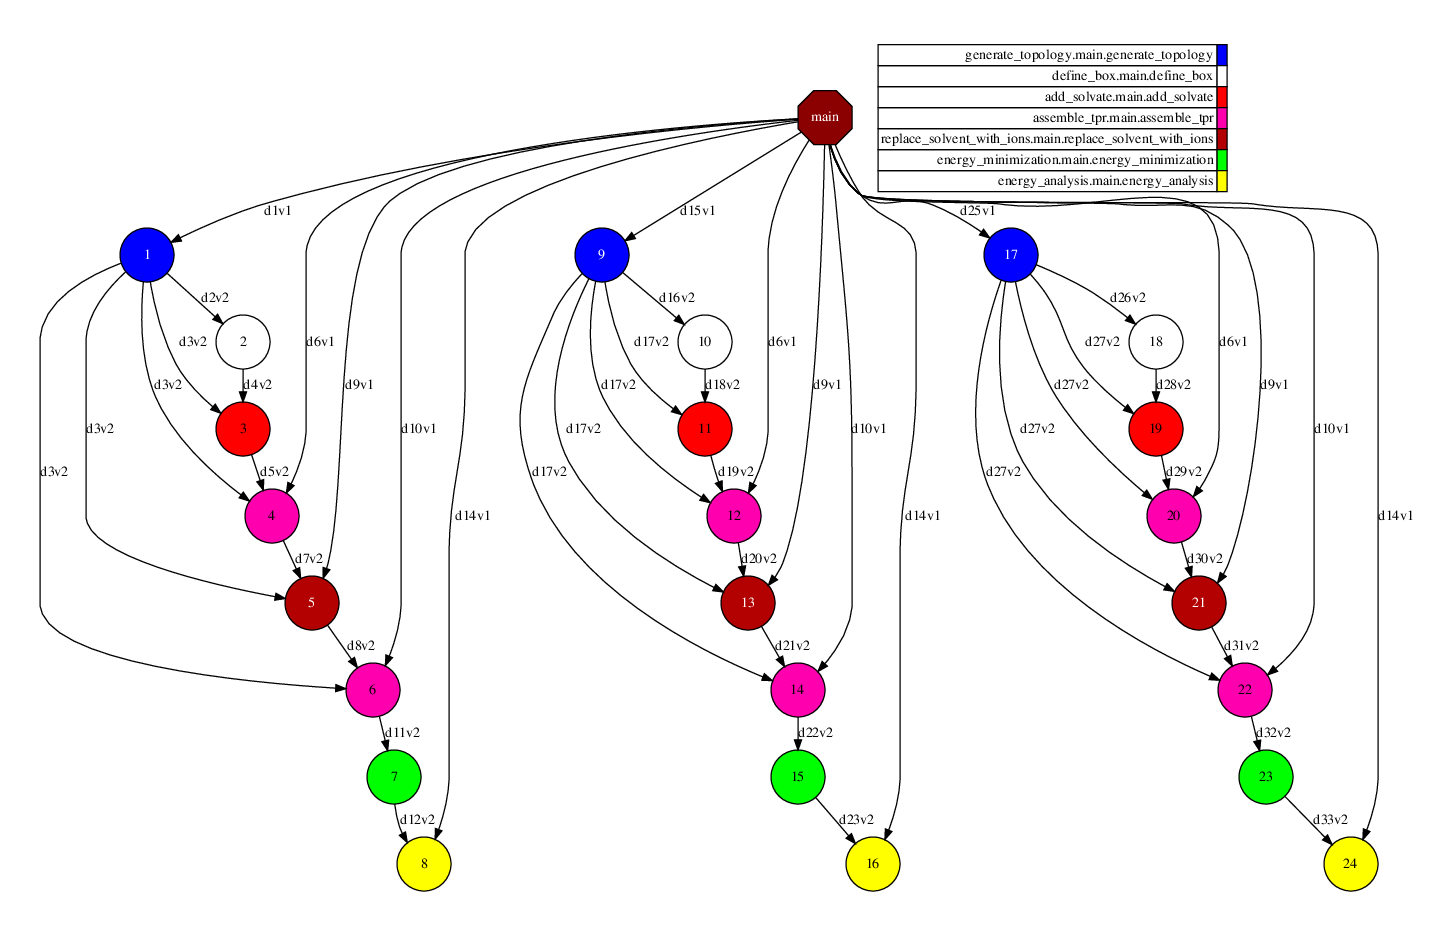 generate_topology.main.generate_topology
define_box.main.define_box
add_solvate.main.add_solvate
assemble_tpr.main.assemble_tpr
replace_solvent_with_ions.main.replace_solvent_with_ions
energy_minimization.main.energy_minimization
energy_analysis.main.energy_analysis
main
d1v1
d15v1
d25v1
1
9
17
d2v2
d16v2
d26v2
d3v2
2
d6v1
d17v2
10
d6v1
d27v2
18
d6v1
d3v2
d4v2
d9v1
d17v2
d18v2
d9v1
d27v2
d28v2
d9v1
d3v2
3
d10v1
d17v2
11
d10v1
d27v2
19
d10v1
d3v2
d5v2
d17v2
d19v2
d27v2
d29v2
4
d14v1
12
d14v1
20
d14v1
d7v2
d20v2
d30v2
5
13
21
d8v2
d21v2
d31v2
6
14
22
d11v2
d22v2
d32v2
7
15
23
d12v2
d23v2
d33v2
8
16
24